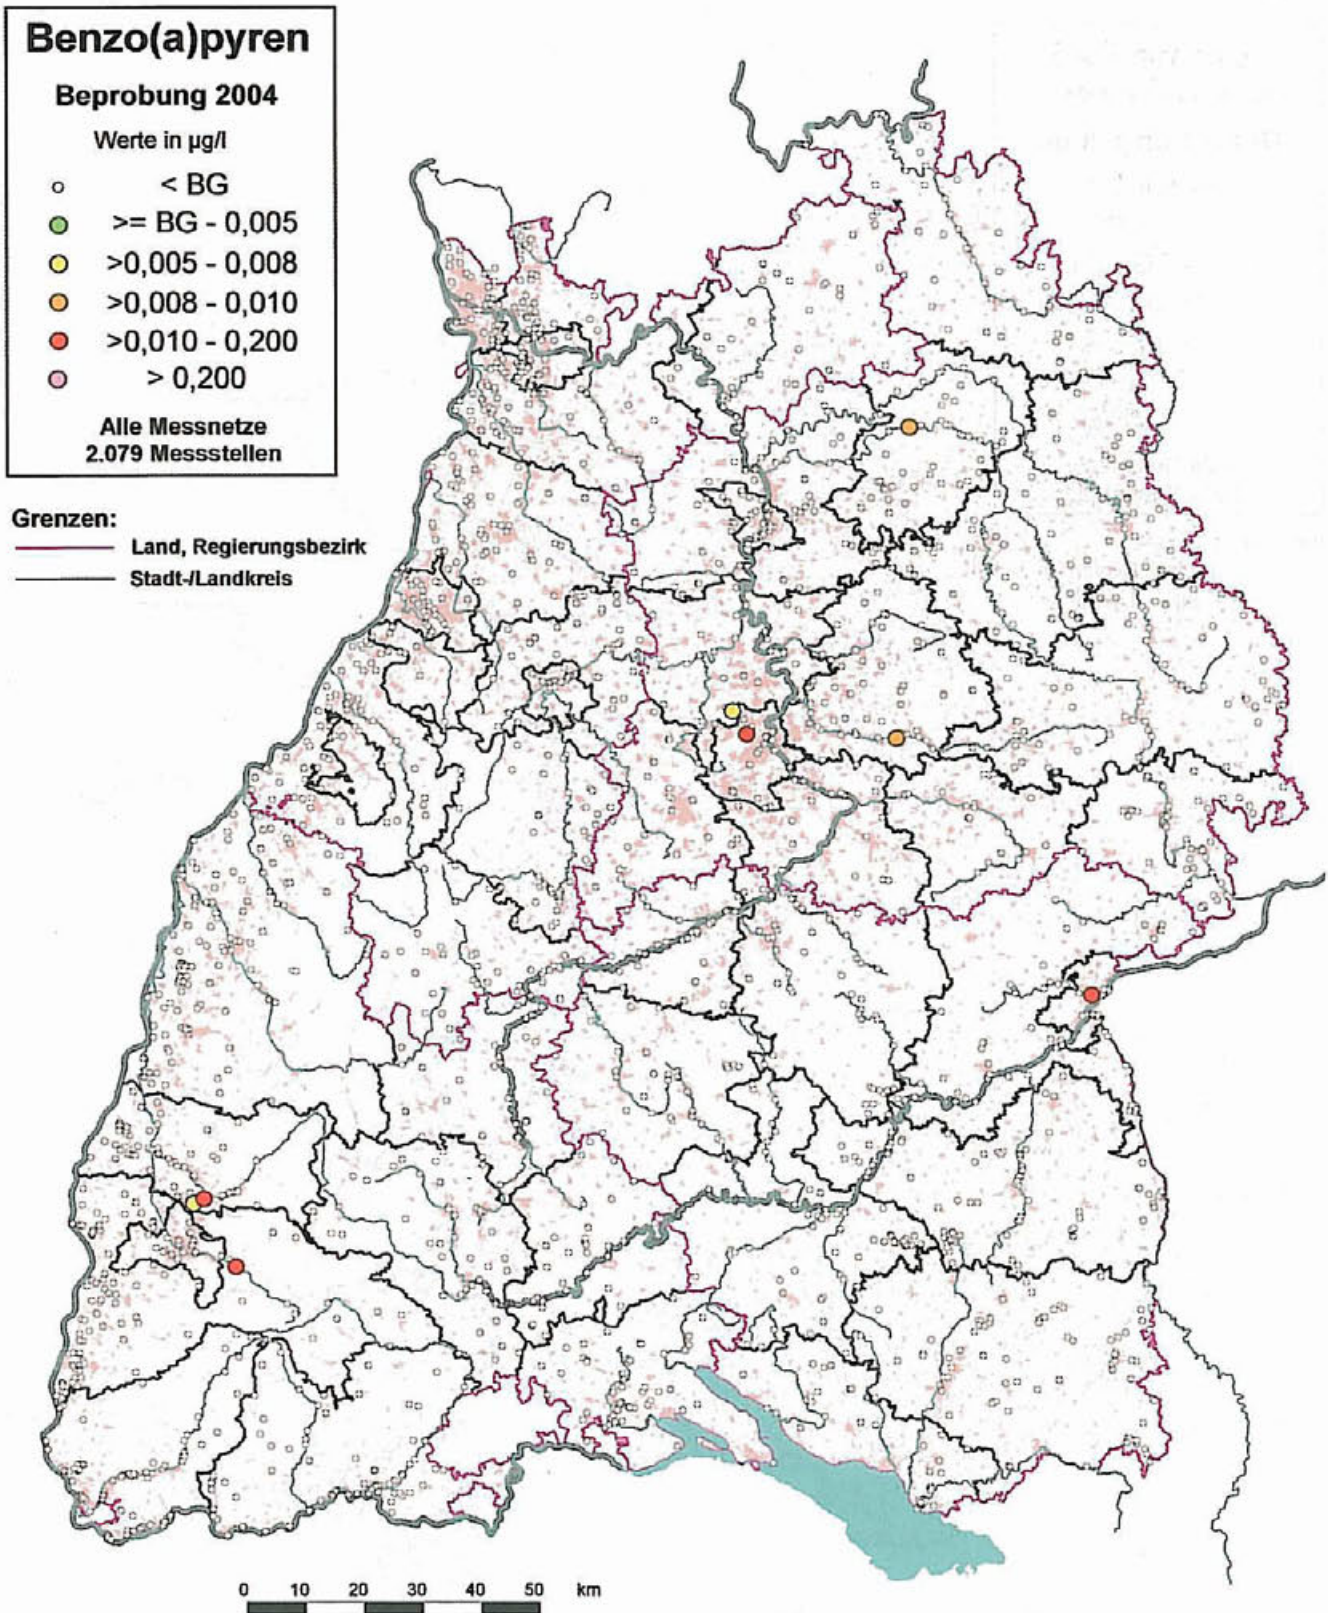 Benzo(a)pyren
Beprobung 2004
Werte in µg/l
< BG
>= BG - 0,005
>0,005 - 0,008
>0,008 - 0,010
>0,010 - 0,200
> 0,200
Alle Messnetze
2.079 Messstellen
Grenzen:
Land, Regierungsbezirk
Stadt-/Landkreis
0 10 20 30 40 50 km